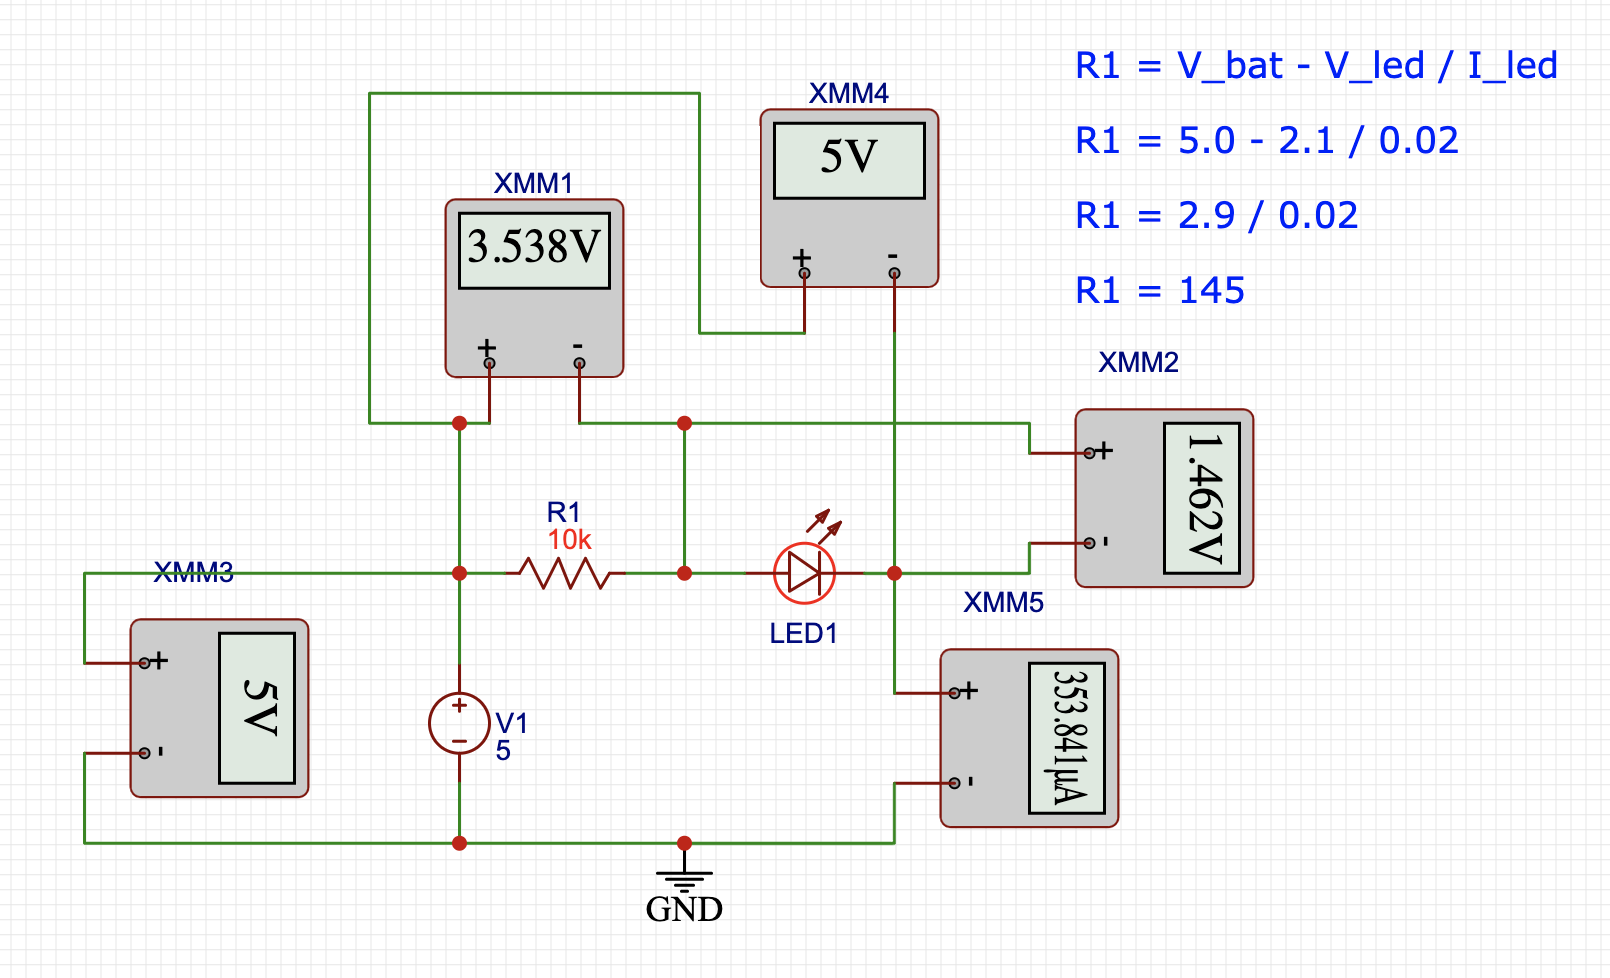 R1 = V_bat - V_led / I_led
XMM4
5V
+ -
R1 = 5.0 - 2.1 / 0.02
XMM1
3.538V
+ -
R1 = 2.9 / 0.02
R1 = 145
XMM2
+
-
1.462V
R1
10k
LED1
XMM3
+
-
5V
+
−
V1
5
XMM5
+
-
353.841µA
GND